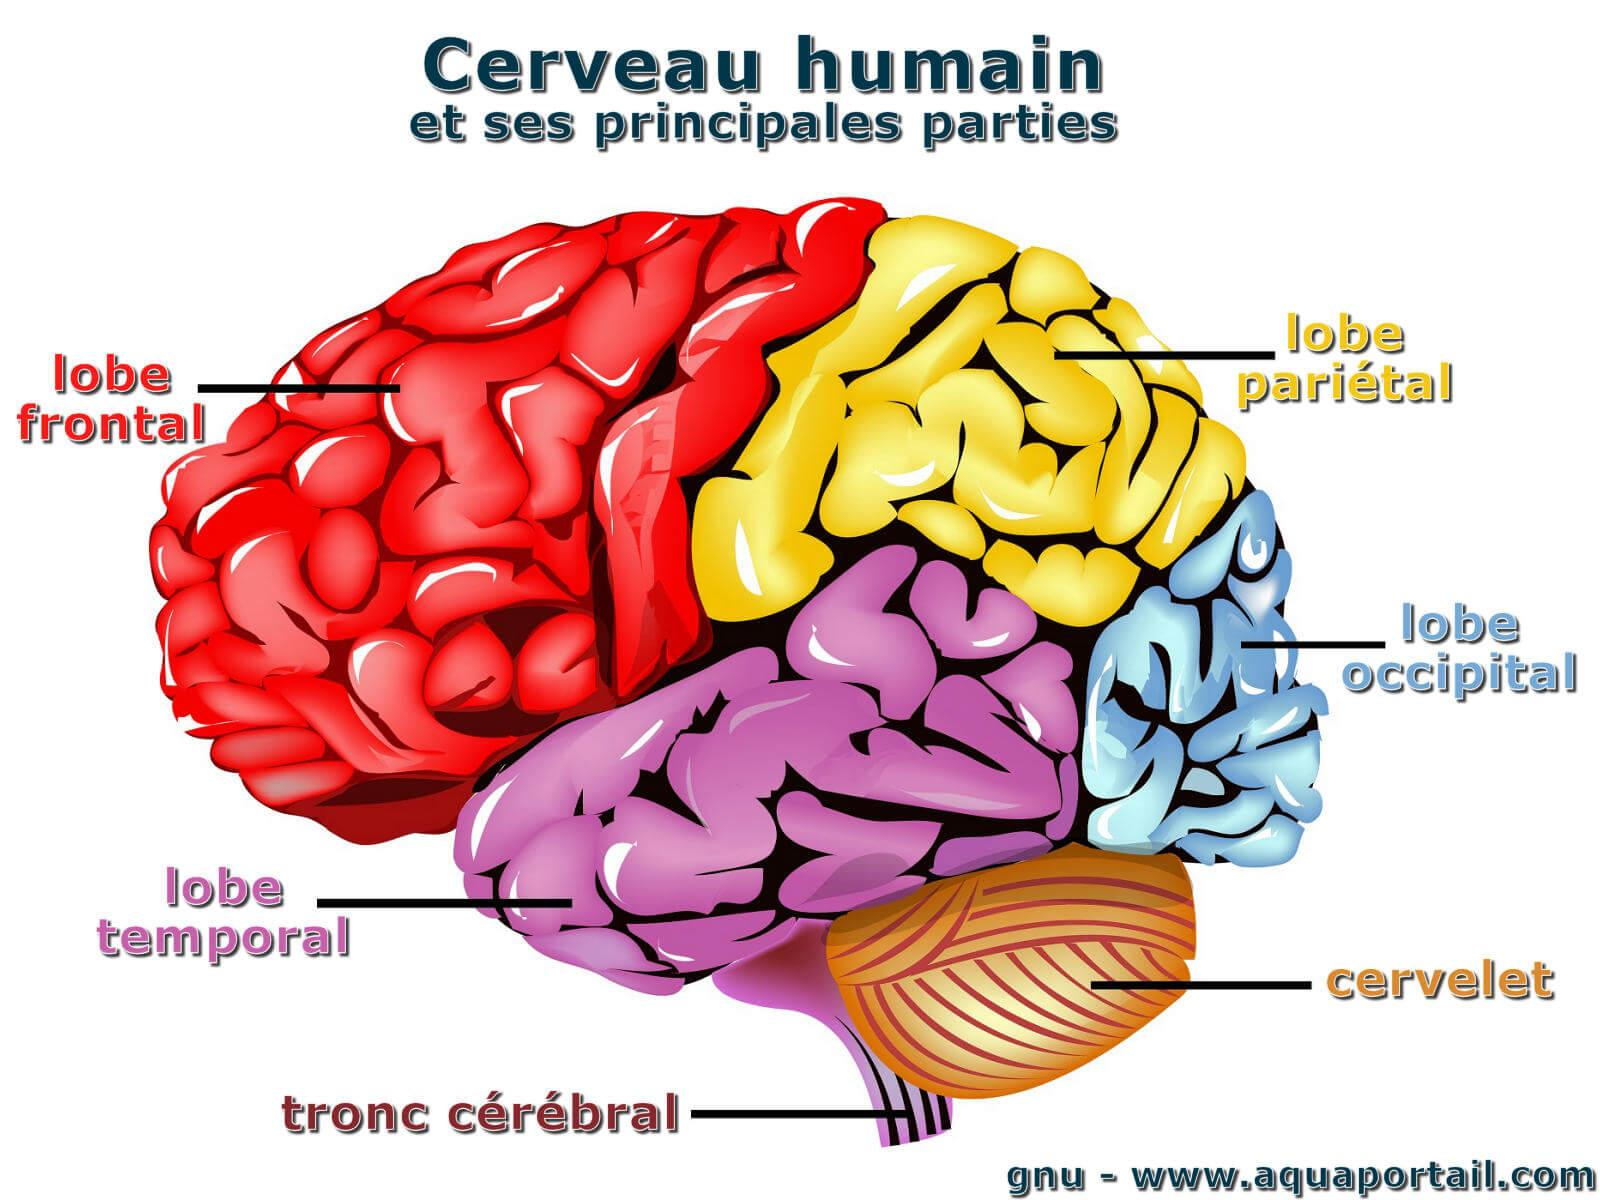 Cerveau humain
et ses principales parties
lobe
frontal
lobe
pariétal
lobe
occipital
lobe
temporal
cervelet
tronc cérébral
gnu - www.aquaportail.com